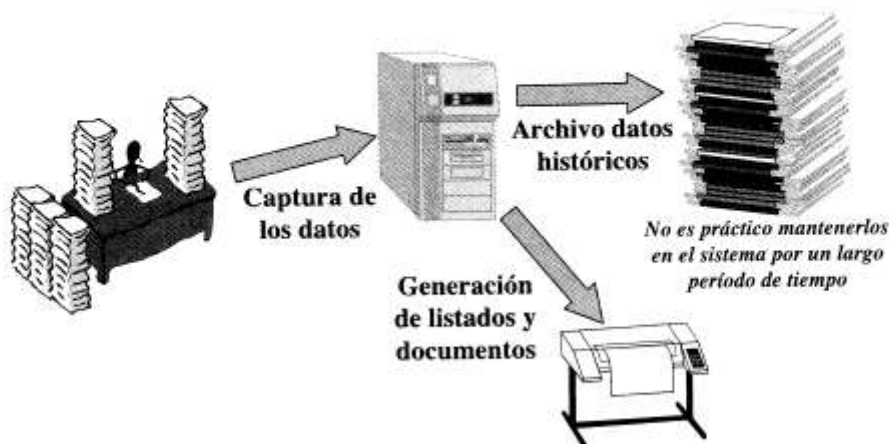 Captura de
los datos
Archivo datos
históricos
No es práctico mantenerlos
en el sistema por un largo
período de tiempo
Generación
de listados y
documentos